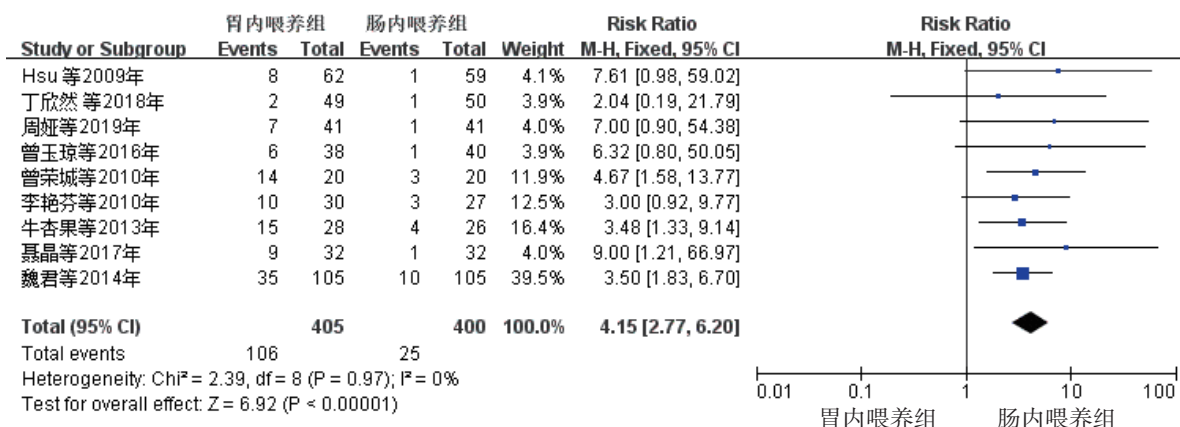 胃内喂养组 肠内喂养组 Risk Ratio Risk Ratio
Study or Subgroup Events Total Events Total Weight M-H, Fixed, 95% CI M-H, Fixed, 95% CI
Hsu 等2009年 8 62 1 59 4.1% 7.61 [0.98, 59.02]
丁欣然 等2018年 2 49 1 50 3.9% 2.04 [0.19, 21.79]
周娅等2019年 7 41 1 41 4.0% 7.00 [0.90, 54.38]
曾玉琼等2016年 6 38 1 40 3.9% 6.32 [0.80, 50.05]
曾荣城等2010年 14 20 3 20 11.9% 4.67 [1.58, 13.77]
李艳芬等2010年 10 30 3 27 12.5% 3.00 [0.92, 9.77]
牛杏果等2013年 15 28 4 26 16.4% 3.48 [1.33, 9.14]
聂晶等2017年 9 32 1 32 4.0% 9.00 [1.21, 66.97]
魏君等2014年 35 105 10 105 39.5% 3.50 [1.83, 6.70]
Total (95% CI) 405 400 100.0% 4.15 [2.77, 6.20]
Total events 106 25
Heterogeneity: Chi² = 2.39, df = 8 (P = 0.97); I² = 0%
Test for overall effect: Z = 6.92 (P < 0.00001)
0.01 0.1 1 10 100
胃内喂养组 肠内喂养组